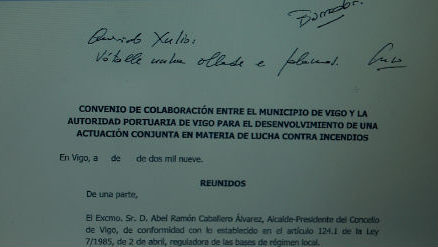 Borrador.
Querido Xulio:
Vótalle unha ollada e falamos.
CONVENIO DE COLABORACIÓN ENTRE EL MUNICIPIO DE VIGO Y LA
AUTORIDAD PORTUARIA DE VIGO PARA EL DESENVOLVIMIENTO DE UNA
ACTUACIÓN CONJUNTA EN MATERIA DE LUCHA CONTRA INCENDIOS
En Vigo, a de de dos mil nueve.
REUNIDOS
De una parte,
El Excmo. Sr. D. Abel Ramón Caballero Álvarez, Alcalde-Presidente del Concello
de Vigo, de conformidad con lo establecido en el artículo 124.1 de la Ley
7/1985, de 2 de abril, reguladora de las bases de régimen local.